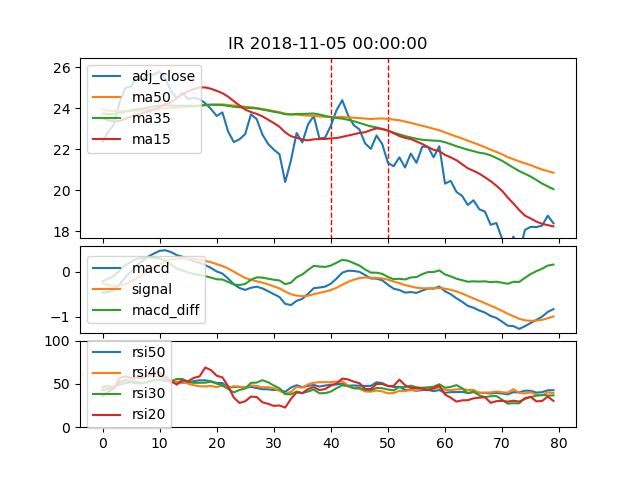 IR 2018-11-05 00:00:00
26
24
22
20
18
adj_close
ma50
ma35
ma15
0
−1
macd
signal
macd_diff
100
50
0
rsi50
rsi40
rsi30
rsi20
0 10 20 30 40 50 60 70 80